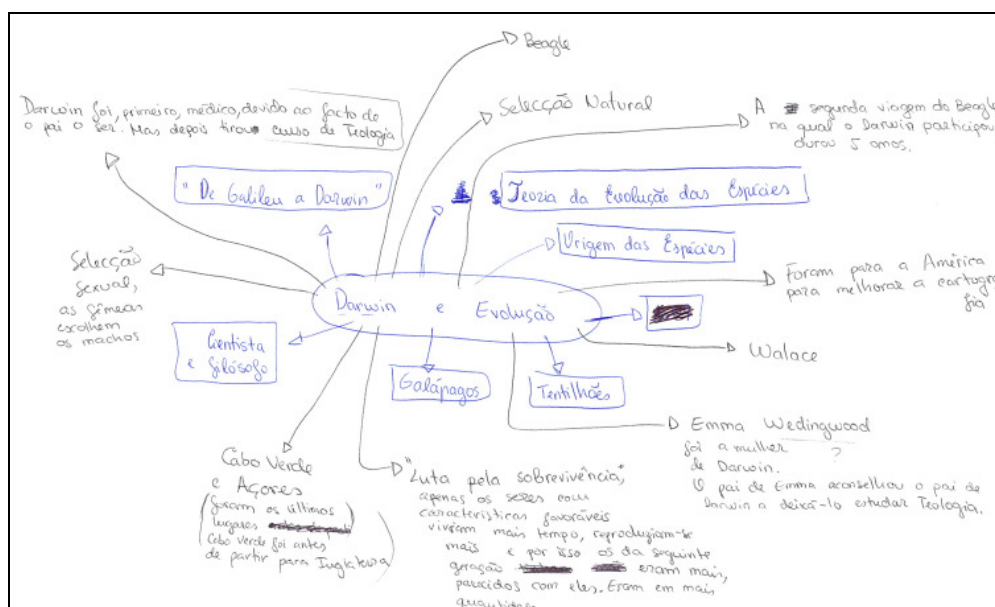 Beagle
Darwin foi, primeiro, médico, devido ao facto de
o pai o ser. Mas depois tirou curso de Teologia
Selecção Natural
A segunda viagem do Beagle
na qual o Darwin participou
durou 5 anos.
"De Galileu a Darwin"
Teoria da Evolução das Espécies
Origem das Espécies
Selecção
Sexual,
as fêmeas
escolhem
os machos
Darwin e Evolução
Foram para a América
para melhorar a cartogra
fia
Cientista
e filósofo
Walace
Galápagos
Tentilhões
Emma Wedingwood
foi a mulher ?
de Darwin.
O pai de Emma aconselhou o pai de
Darwin a deixá-lo estudar Teologia.
Cabo Verde
e Açores
(foram os últimos
lugares
Cabo Verde foi antes
de partir para Inglaterra)
"Luta pela sobrevivência",
apenas os seres com
características favoráveis
viviam mais tempo, reproduziam-se
mais e por isso os da seguinte
geração eram mais,
parecidos com eles. Eram em mais
quantidade